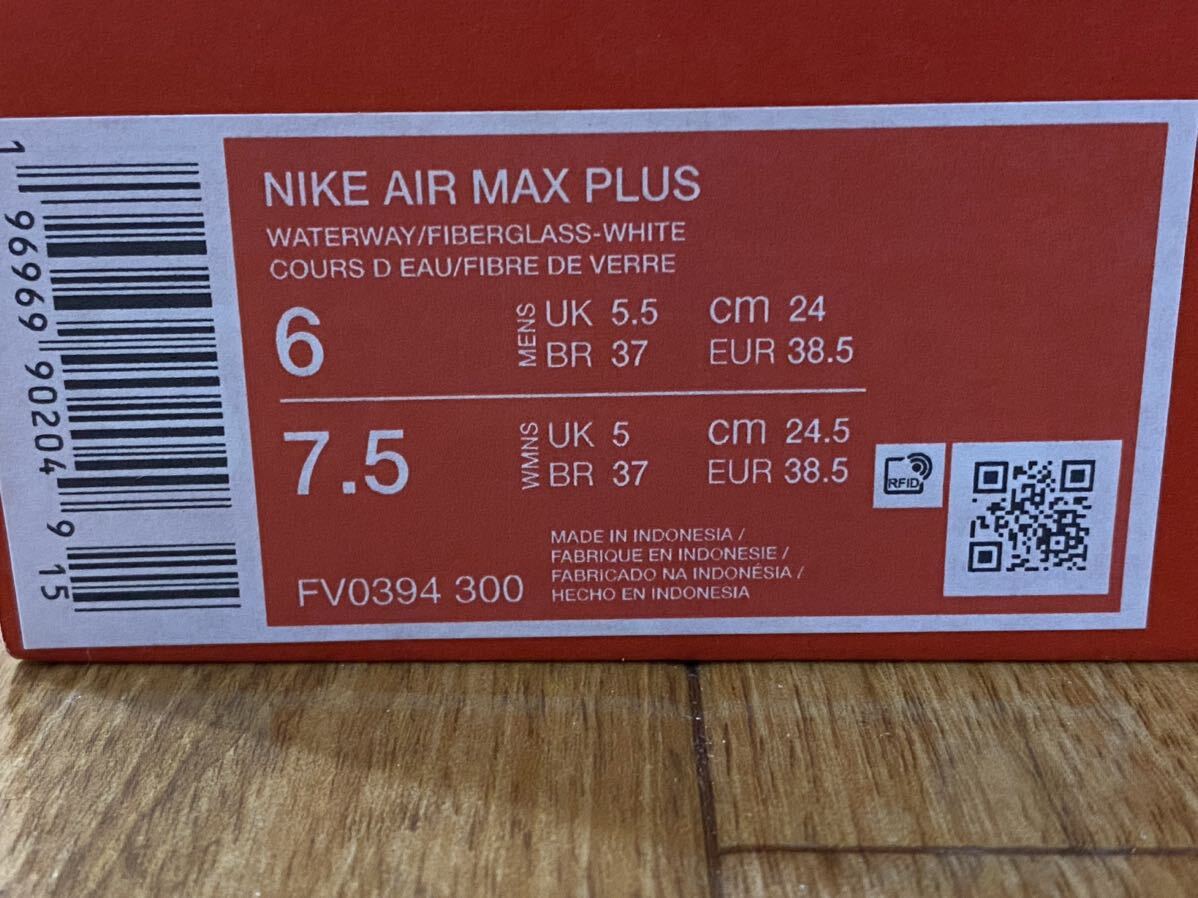 NIKE AIR MAX PLUS
WATERWAY/FIBERGLASS-WHITE
COURS D EAU/FIBRE DE VERRE
6
MENS
UK 5.5 cm 24
BR 37 EUR 38.5
7.5
WMNS
UK 5 cm 24.5
BR 37 EUR 38.5
RFID
FV0394 300
MADE IN INDONESIA /
FABRIQUE EN INDONESIE /
FABRICADO NA INDONÉSIA /
HECHO EN INDONESIA
1 96969 90204 9 15